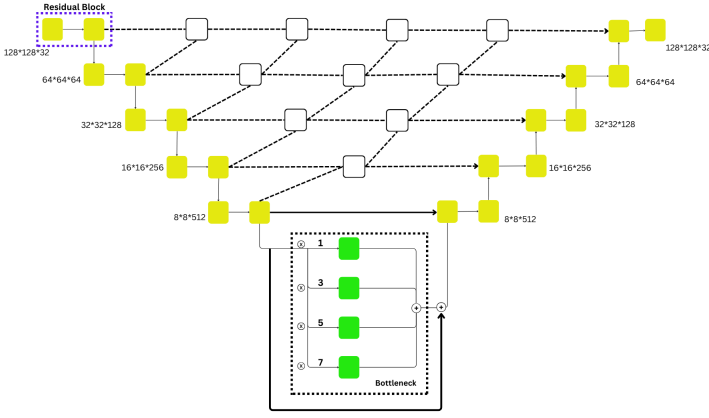 Residual Block
128*128*32
128*128*32
64*64*64
64*64*64
32*32*128
32*32*128
16*16*256
16*16*256
8*8*512
8*8*512
x 1
x 3
+ +
x 5
x 7
Bottleneck